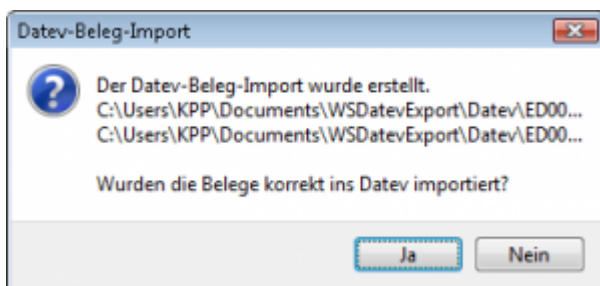 Datev-Beleg-Import
Der Datev-Beleg-Import wurde erstellt.
C:\Users\KPP\Documents\WSDatevExport\Datev\ED00...
C:\Users\KPP\Documents\WSDatevExport\Datev\ED00...
Wurden die Belege korrekt ins Datev importiert?
Ja
Nein